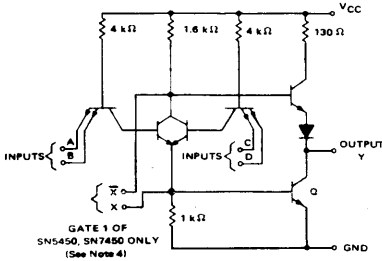 VCC
4 kΩ
1.6 kΩ
4 kΩ
130 Ω
A
B
INPUTS
INPUTS
C
D
OUTPUT
Y
X̅
X
Q
GATE 1 OF
SN5450, SN7450 ONLY
(See Note 4)
1 kΩ
GND